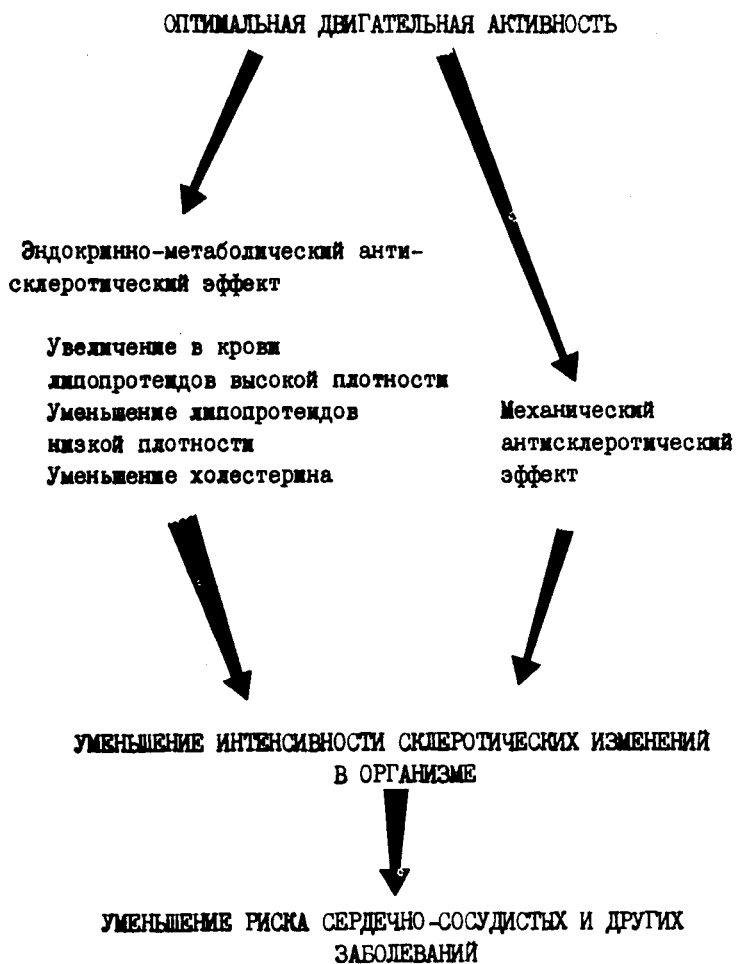 ОПТИМАЛЬНАЯ ДВИГАТЕЛЬНАЯ АКТИВНОСТЬ
Эндокринно-метаболический анти-
склеротический эффект
Увеличение в крови
липопротеидов высокой плотности
Уменьшение липопротеидов
низкой плотности
Уменьшение холестерина
Механический
антисклеротический
эффект
УМЕНЬШЕНИЕ ИНТЕНСИВНОСТИ СКЛЕРОТИЧЕСКИХ ИЗМЕНЕНИЙ
В ОРГАНИЗМЕ
УМЕНЬШЕНИЕ РИСКА СЕРДЕЧНО-СОСУДИСТЫХ И ДРУГИХ
ЗАБОЛЕВАНИЙ